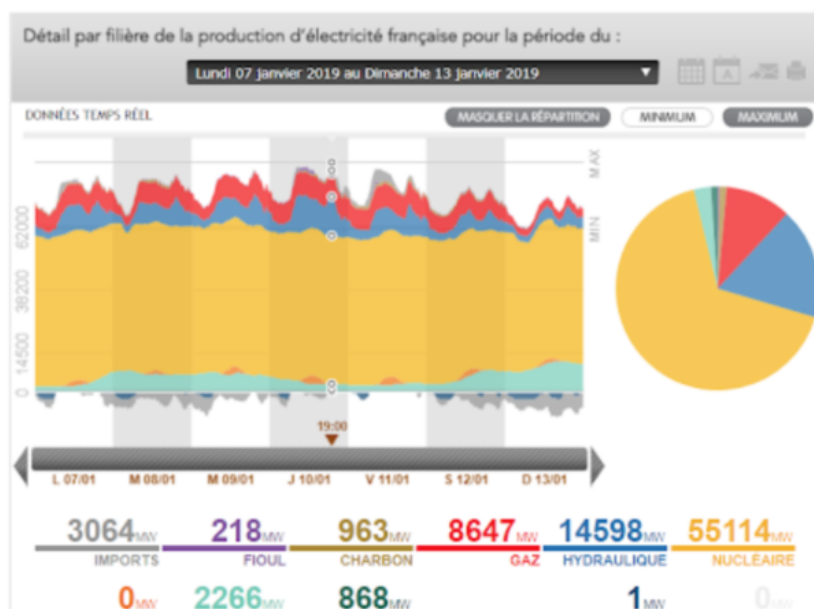 Détail par filière de la production d'électricité française pour la période du :
Lundi 07 janvier 2019 au Dimanche 13 janvier 2019
DONNÉES TEMPS RÉEL
MASQUER LA RÉPARTITION
MINIMUM
MAXIMUM
MAX
MIN
62000
38200
14500
0
19:00
L 07/01 M 08/01 M 09/01 J 10/01 V 11/01 S 12/01 D 13/01
3064MW 218MW 963MW 8647MW 14598MW 55114MW
IMPORTS FIOUL CHARBON GAZ HYDRAULIQUE NUCLÉAIRE
0MW 2266MW 868MW 1MW 0MW